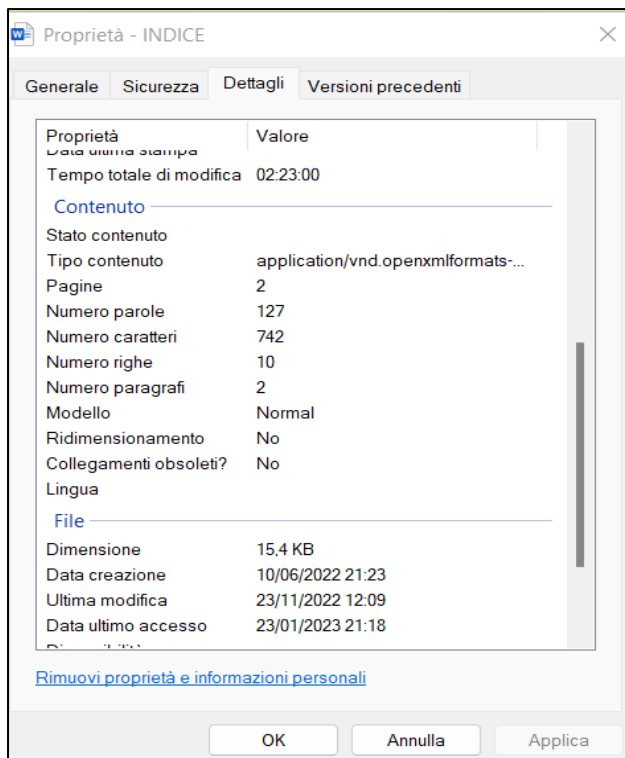 Proprietà - INDICE
Generale Sicurezza Dettagli Versioni precedenti
Proprietà Valore
Data ultima stampa
Tempo totale di modifica 02:23:00
Contenuto
Stato contenuto
Tipo contenuto application/vnd.openxmlformats-...
Pagine 2
Numero parole 127
Numero caratteri 742
Numero righe 10
Numero paragrafi 2
Modello Normal
Ridimensionamento No
Collegamenti obsoleti? No
Lingua
File
Dimensione 15,4 KB
Data creazione 10/06/2022 21:23
Ultima modifica 23/11/2022 12:09
Data ultimo accesso 23/01/2023 21:18
Rimuovi proprietà e informazioni personali
OK Annulla Applica